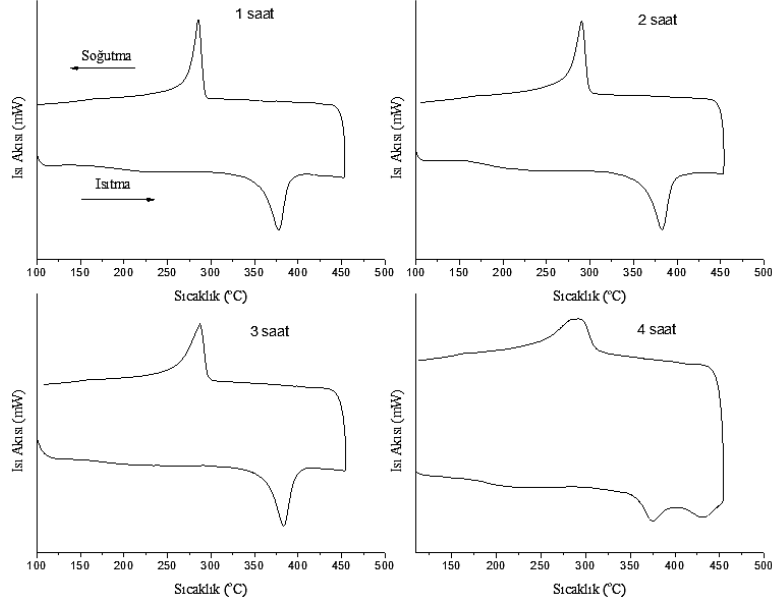 1 saat
Soğutma
Isıtma
Isı Akısı (mW)
100 150 200 250 300 350 400 450 500
Sıcaklık (°C)
2 saat
Isı Akısı (mW)
150 200 250 300 350 400 450 500
Sıcaklık (°C)
3 saat
Isı Akısı (mW)
100 150 200 250 300 350 400 450 500
Sıcaklık (°C)
4 saat
Isı Akısı (mW)
150 200 250 300 350 400 450 500
Sıcaklık (°C)